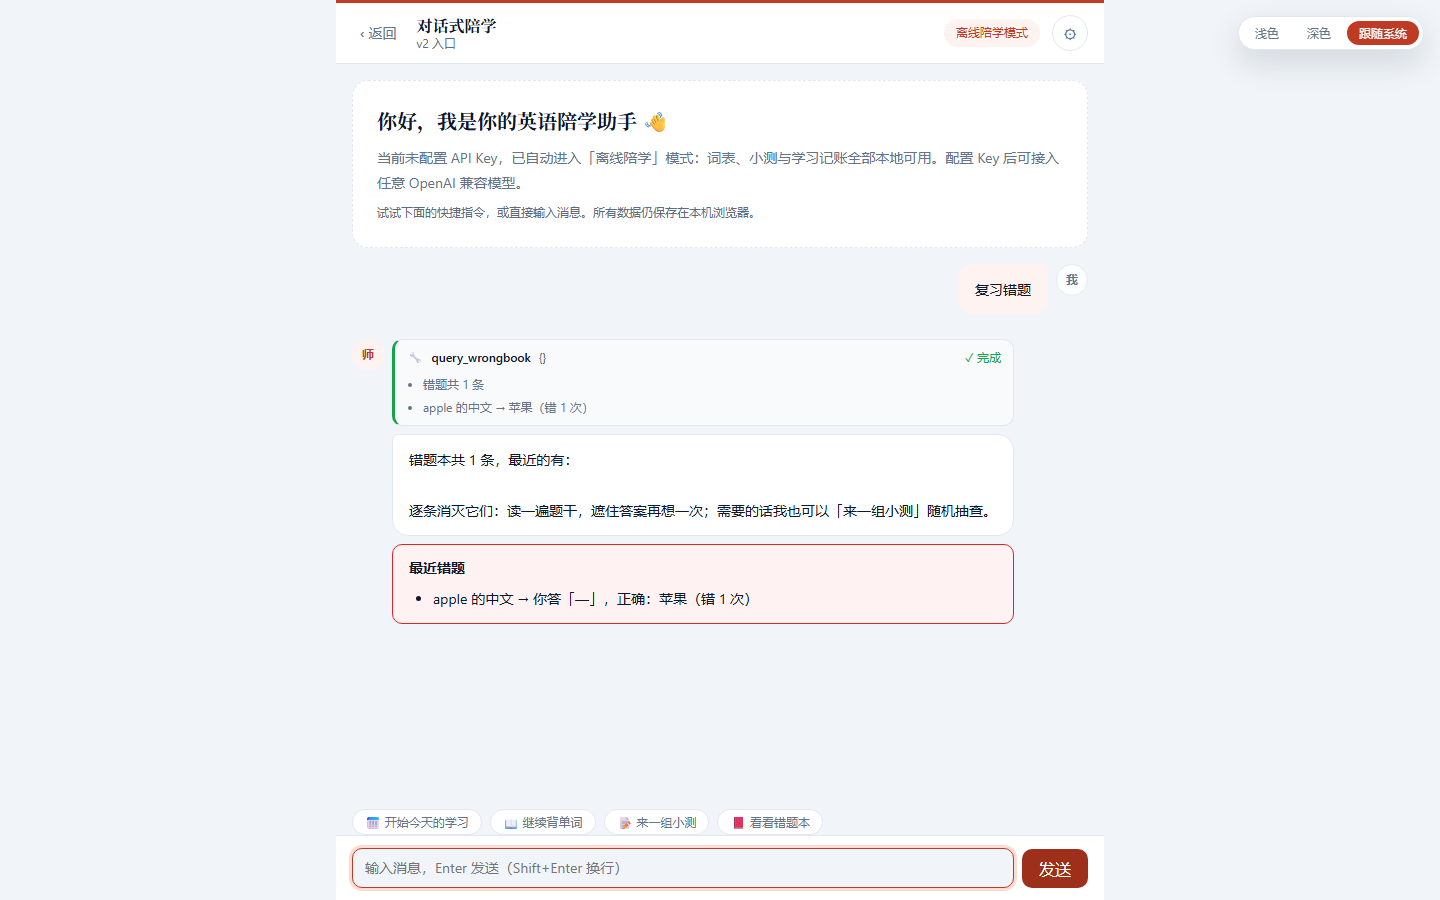 ‹ 返回
对话式陪学
v2 入口
离线陪学模式
浅色
深色
跟随系统
你好，我是你的英语陪学助手 👋
当前未配置 API Key，已自动进入「离线陪学」模式：词表、小测与学习记账全部本地可用。配置 Key 后可接入
任意 OpenAI 兼容模型。
试试下面的快捷指令，或直接输入消息。所有数据仍保存在本机浏览器。
复习错题
我
师
query_wrongbook {}
✓ 完成
• 错题共 1 条
• apple 的中文 → 苹果（错 1 次）
错题本共 1 条，最近的有：
逐条消灭它们：读一遍题干，遮住答案再想一次；需要的话我也可以「来一组小测」随机抽查。
最近错题
• apple 的中文 → 你答「—」，正确：苹果（错 1 次）
开始今天的学习
继续背单词
来一组小测
看看错题本
输入消息，Enter 发送（Shift+Enter 换行）
发送